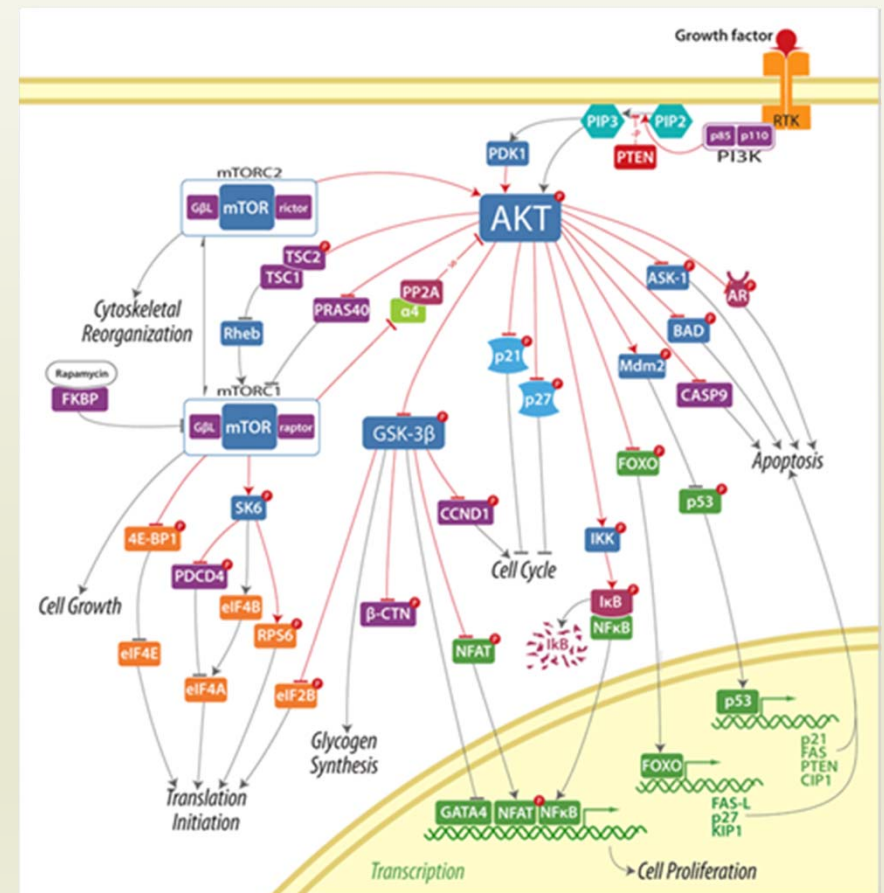 Growth factor
RTK
PIP3
PIP2
p85
p110
PI3K
PTEN
PDK1
P
AKT
P
mTORC2
GβL
mTOR
rictor
TSC2
P
TSC1
Cytoskeletal
Reorganization
PRAS40
PP2A
α4
Rheb
Rapamycin
FKBP
mTORC1
GβL
mTOR
raptor
GSK-3β
P
p21
P
p27
P
ASK-1
P
AR
P
BAD
P
Mdm2
P
CASP9
P
Apoptosis
FOXO
P
p53
P
SK6
P
4E-BP1
P
PDCD4
P
eIF4B
RPS6
P
Cell Growth
eIF4E
eIF4A
eIF2B
P
CCND1
P
Cell Cycle
β-CTN
P
NFAT
P
IKK
P
IκB
P
NFκB
IkB
Glycogen
Synthesis
Translation
Initiation
p53
p21
FAS
PTEN
CIP1
FOXO
FAS-L
p27
KIP1
GATA4
NFAT
P
NFκB
Transcription
Cell Proliferation